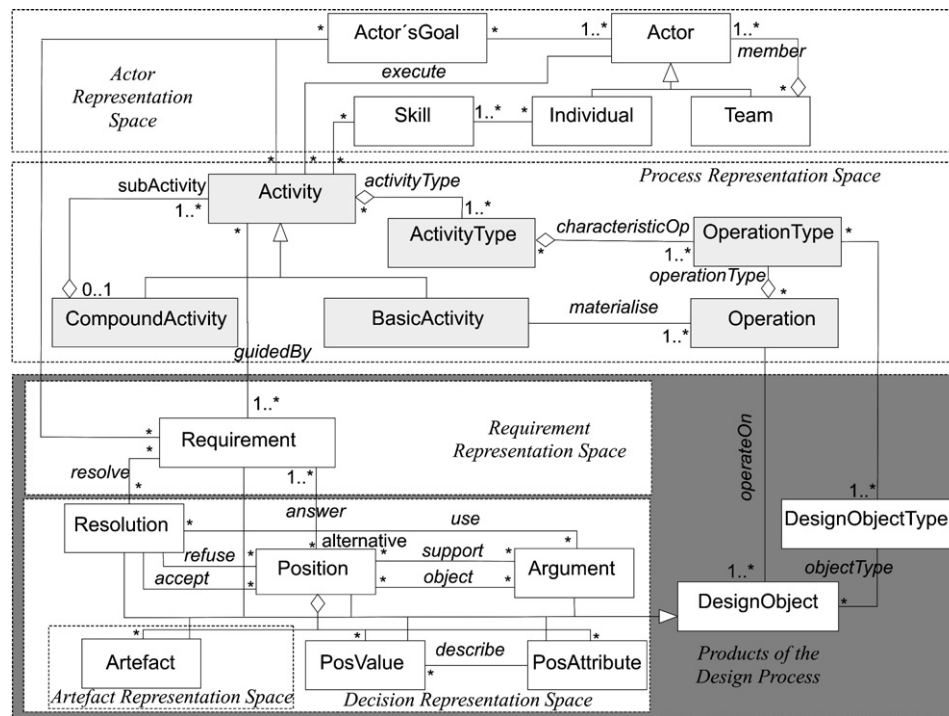 * Actor´sGoal * 1..* Actor 1..*
member
execute
Actor
Representation
Space
* Skill 1..* * Individual Team *
* * *
Process Representation Space
subActivity Activity activityType
1..* * 1..*
* ActivityType * characteristicOp 1..* OperationType *
operationType
0..1 *
CompoundActivity BasicActivity materialise 1..* Operation
guidedBy
1..*
* Requirement
*
Requirement
Representation Space
resolve 1..*
* operateOn
Resolution * answer use 1..*
* alternative * DesignObjectType
refuse * Position * support * Argument
accept * * object * objectType
1..*
DesignObject *
* * *
Artefact PosValue describe PosAttribute
*
Products of the
Design Process
Artefact Representation Space Decision Representation Space